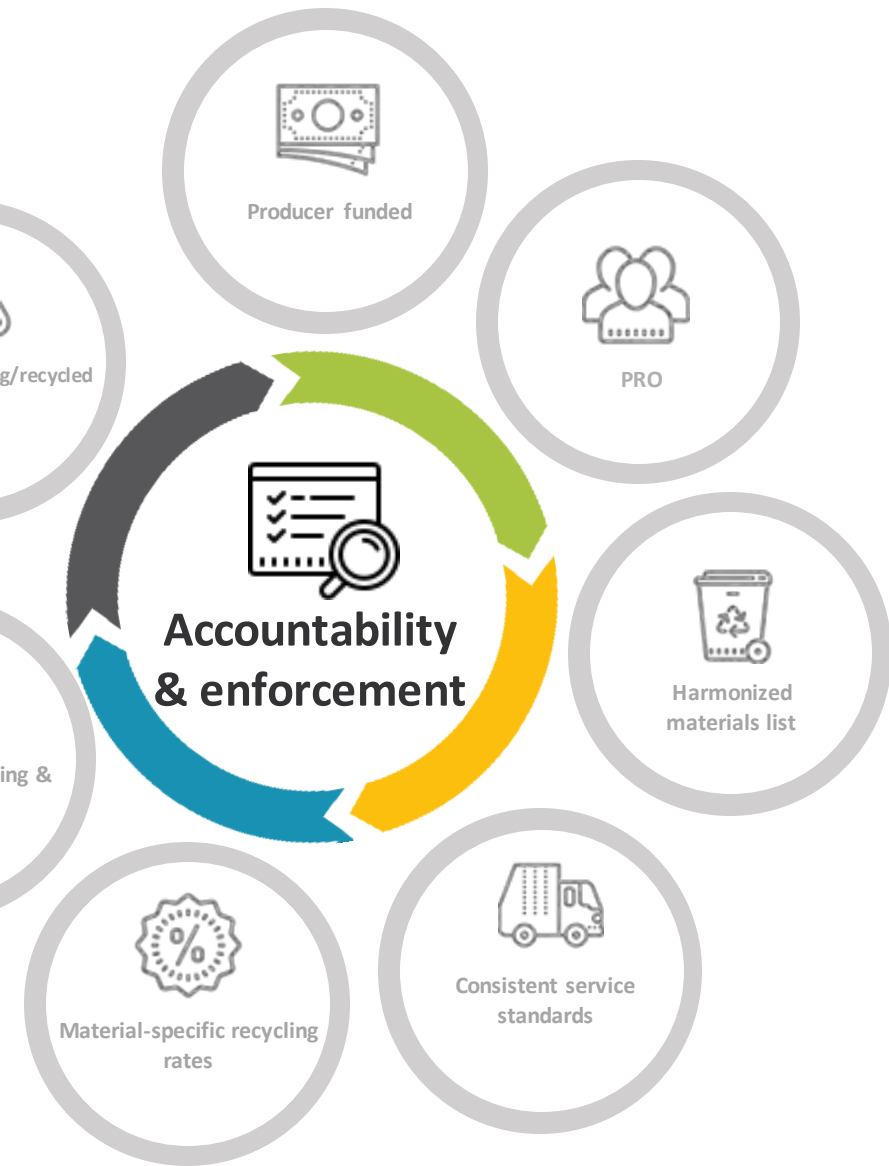 Producer funded
PRO
g/recycled
Accountability
& enforcement
Harmonized
materials list
ing &
Consistent service
standards
Material-specific recycling
rates